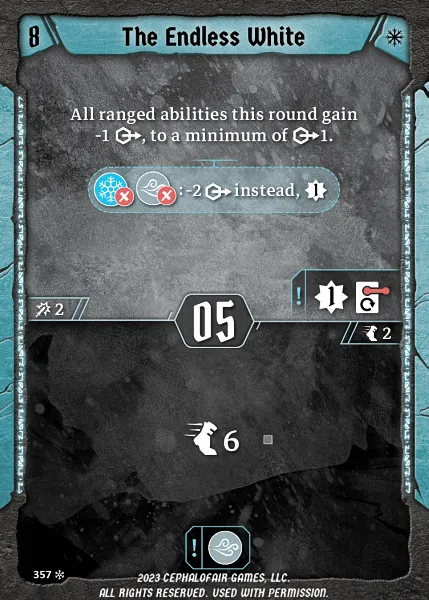 8
The Endless White
All ranged abilities this round gain
-1 , to a minimum of 1.
: -2 instead, 1
! 1
2
05
2
6
!
357
2023 CEPHALOFAIR GAMES, LLC.
ALL RIGHTS RESERVED. USED WITH PERMISSION.